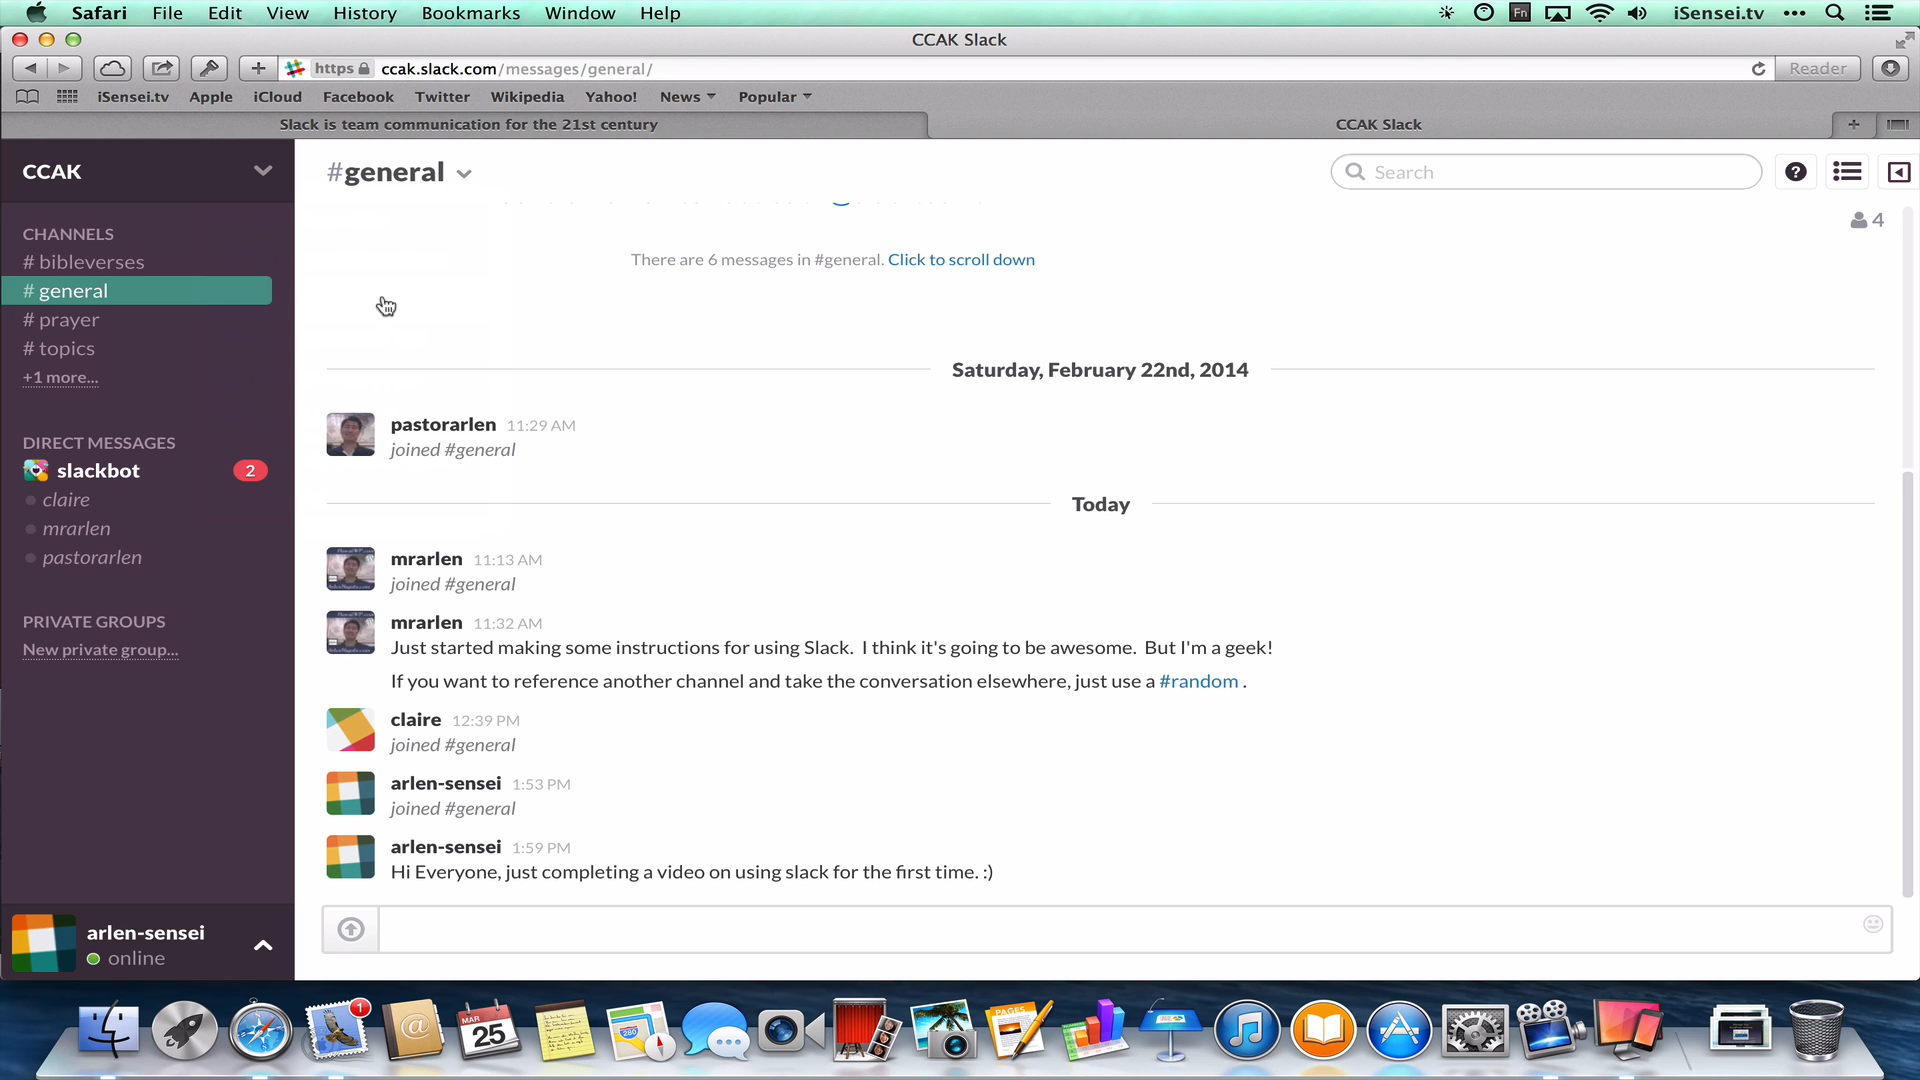 Safari File Edit View History Bookmarks Window Help
Fn iSensei.tv
CCAK Slack
https ccak.slack.com/messages/general/
Reader
iSensei.tv Apple iCloud Facebook Twitter Wikipedia Yahoo! News Popular
Slack is team communication for the 21st century
CCAK Slack
CCAK
#general
Search
4
CHANNELS
# bibleverses
# general
# prayer
# topics
+1 more...
DIRECT MESSAGES
slackbot 2
claire
mrarlen
pastorarlen
PRIVATE GROUPS
New private group...
arlen-sensei
online
There are 6 messages in #general. Click to scroll down
Saturday, February 22nd, 2014
pastorarlen 11:29 AM
joined #general
Today
mrarlen 11:13 AM
joined #general
mrarlen 11:32 AM
Just started making some instructions for using Slack. I think it's going to be awesome. But I'm a geek!
If you want to reference another channel and take the conversation elsewhere, just use a #random .
claire 12:39 PM
joined #general
arlen-sensei 1:53 PM
joined #general
arlen-sensei 1:59 PM
Hi Everyone, just completing a video on using slack for the first time. :)
1
MAR
25
280
PAGES